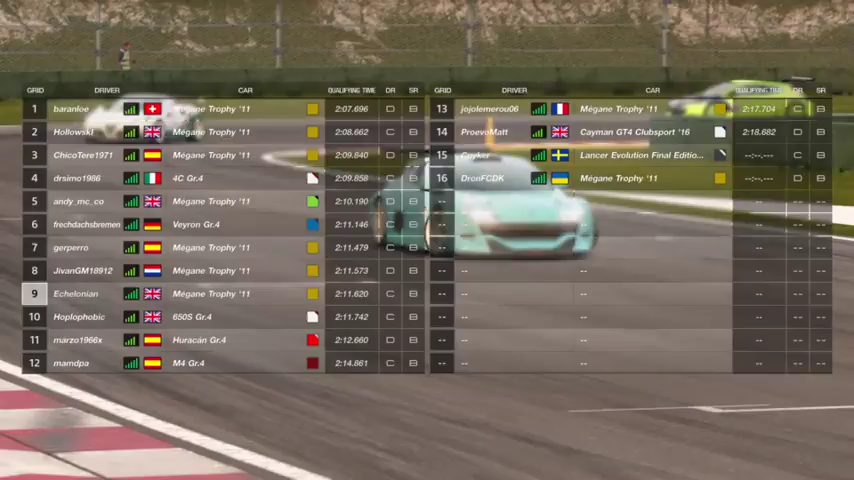 GRID DRIVER CAR QUALIFYING TIME DR SR
1 baranloe Mégane Trophy '11 2:07.696 D B
2 Hollowski Mégane Trophy '11 2:08.662 C B
3 ChicoTere1971 Mégane Trophy '11 2:09.840 D B
4 drsimo1986 4C Gr.4 2:09.858 C B
5 andy_mc_co Mégane Trophy '11 2:10.190 D B
6 frechdachsbremen Veyron Gr.4 2:11.146 C B
7 gerperro Mégane Trophy '11 2:11.479 D B
8 JivanGM18912 Mégane Trophy '11 2:11.573 D B
9 Echelonian Mégane Trophy '11 2:11.620 C B
10 Hoplophobic 650S Gr.4 2:11.742 C B
11 marzo1966x Huracán Gr.4 2:12.660 D B
12 mamdpa M4 Gr.4 2:14.861 C B
GRID DRIVER CAR QUALIFYING TIME DR SR
13 jojolemerou06 Mégane Trophy '11 2:17.704 C B
14 ProevoMatt Cayman GT4 Clubsport '16 2:18.682 D B
15 Lancer Evolution Final Editio... --:--.--- C B
16 DronFCDK Mégane Trophy '11 --:--.--- D B
-- -- -- -- -- --
-- -- -- -- -- --
-- -- -- -- -- --
-- -- -- -- -- --
-- -- -- -- -- --
-- -- -- -- -- --
-- -- -- -- -- --
-- -- -- -- -- --